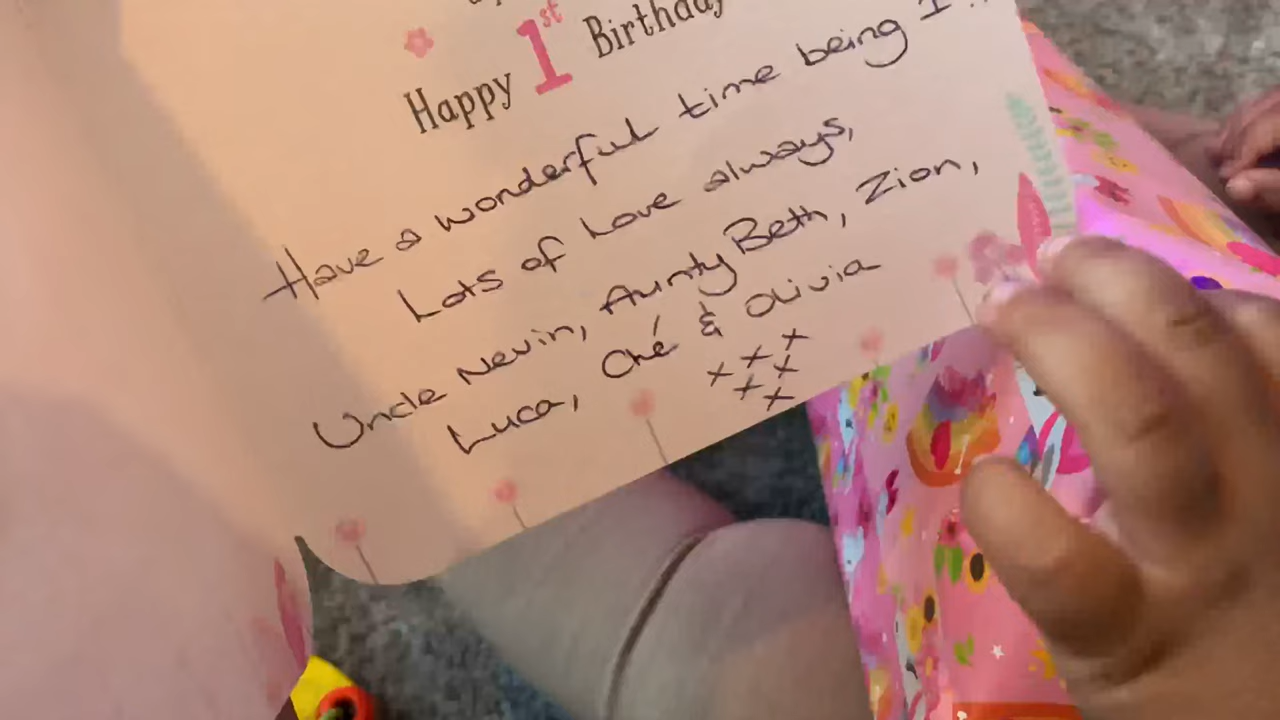 Happy 1st Birthday
Have a wonderful time being 1!
Lots of Love always,
Uncle Nevin, Aunty Beth, Zion,
Luca, Ché & Olivia
x x x
x x
x